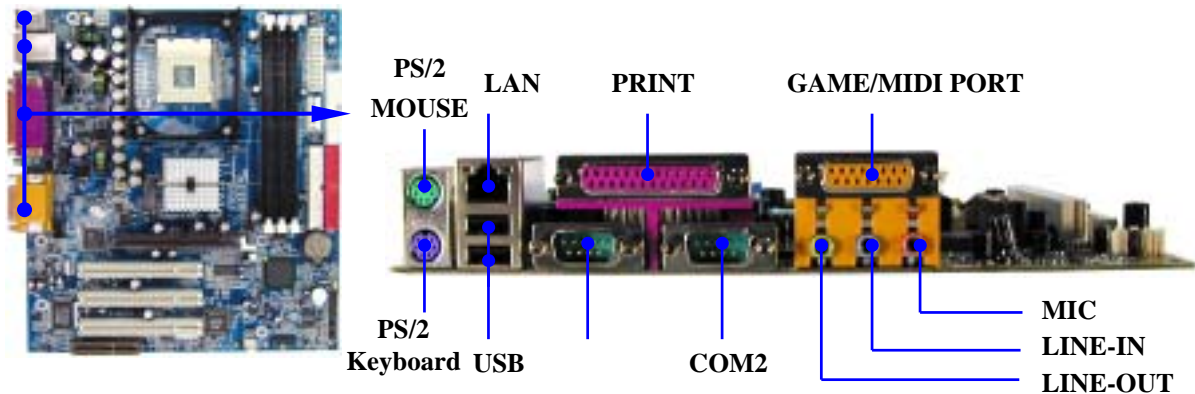 PS/2
MOUSE
LAN
PRINT
GAME/MIDI PORT
PS/2
Keyboard
USB
COM2
MIC
LINE-IN
LINE-OUT